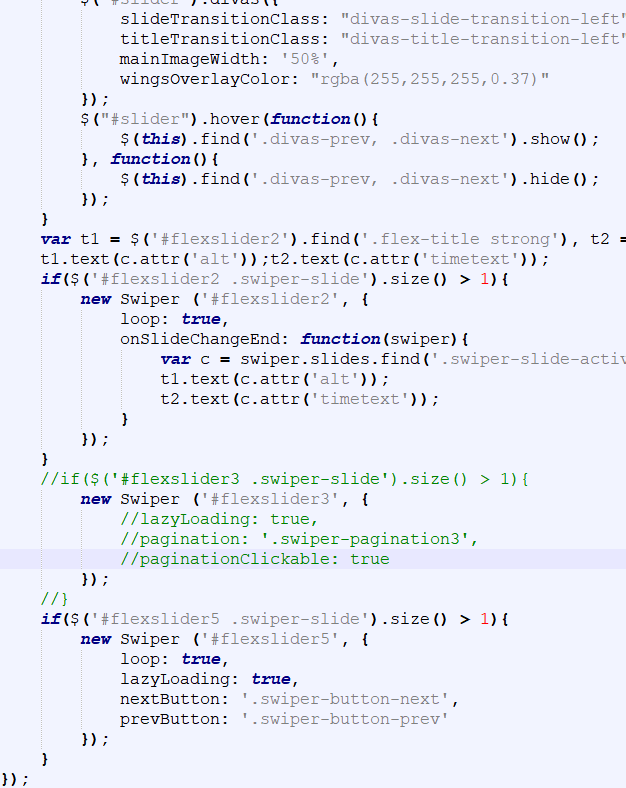 $("#slider").divas({
slideTransitionClass: "divas-slide-transition-left"
titleTransitionClass: "divas-title-transition-left"
mainImageWidth: '50%',
wingsOverlayColor: "rgba(255,255,255,0.37)"
});
$("#slider").hover(function(){
$(this).find('.divas-prev, .divas-next').show();
}, function(){
$(this).find('.divas-prev, .divas-next').hide();
});
}
var t1 = $('#flexslider2').find('.flex-title strong'), t2 =
t1.text(c.attr('alt'));t2.text(c.attr('timetext'));
if($('#flexslider2 .swiper-slide').size() > 1){
new Swiper ('#flexslider2', {
loop: true,
onSlideChangeEnd: function(swiper){
var c = swiper.slides.find('.swiper-slide-activ
t1.text(c.attr('alt'));
t2.text(c.attr('timetext'));
}
});
}
//if($('#flexslider3 .swiper-slide').size() > 1){
new Swiper ('#flexslider3', {
//lazyLoading: true,
//pagination: '.swiper-pagination3',
//paginationClickable: true
});
//}
if($('#flexslider5 .swiper-slide').size() > 1){
new Swiper ('#flexslider5', {
loop: true,
lazyLoading: true,
nextButton: '.swiper-button-next',
prevButton: '.swiper-button-prev'
});
}
});